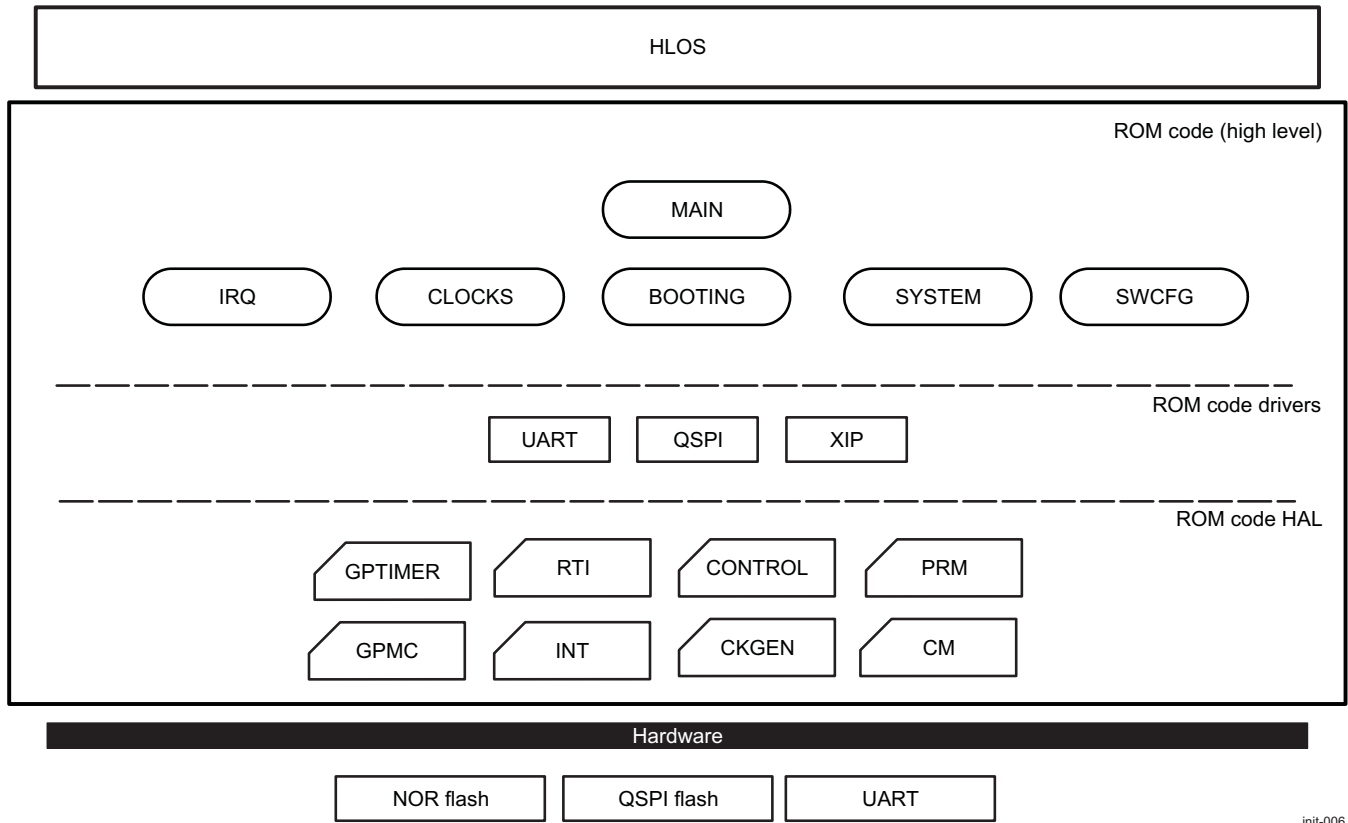 HLOS
ROM code (high level)
MAIN
IRQ
CLOCKS
BOOTING
SYSTEM
SWCFG
ROM code drivers
UART
QSPI
XIP
ROM code HAL
GPTIMER
RTI
CONTROL
PRM
GPMC
INT
CKGEN
CM
Hardware
NOR flash
QSPI flash
UART
init-006